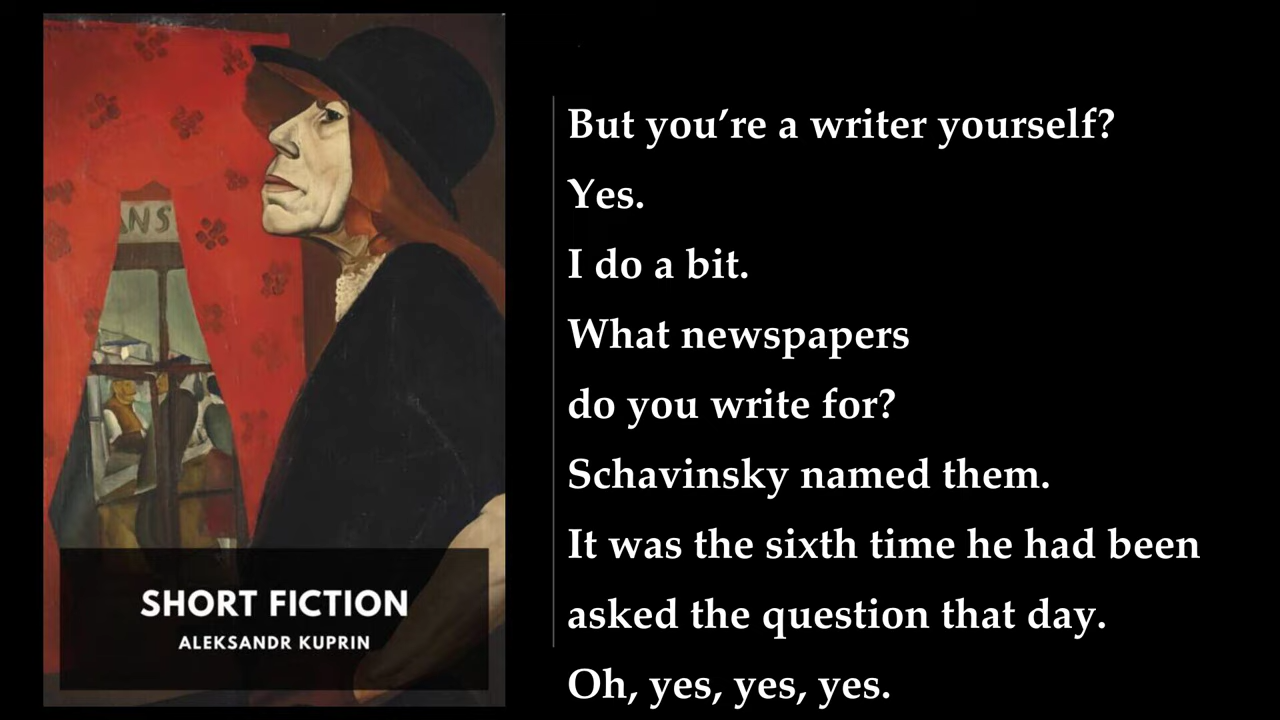 ANS
SHORT FICTION
ALEKSANDR KUPRIN
But you’re a writer yourself?
Yes.
I do a bit.
What newspapers
do you write for?
Schavinsky named them.
It was the sixth time he had been
asked the question that day.
Oh, yes, yes, yes.